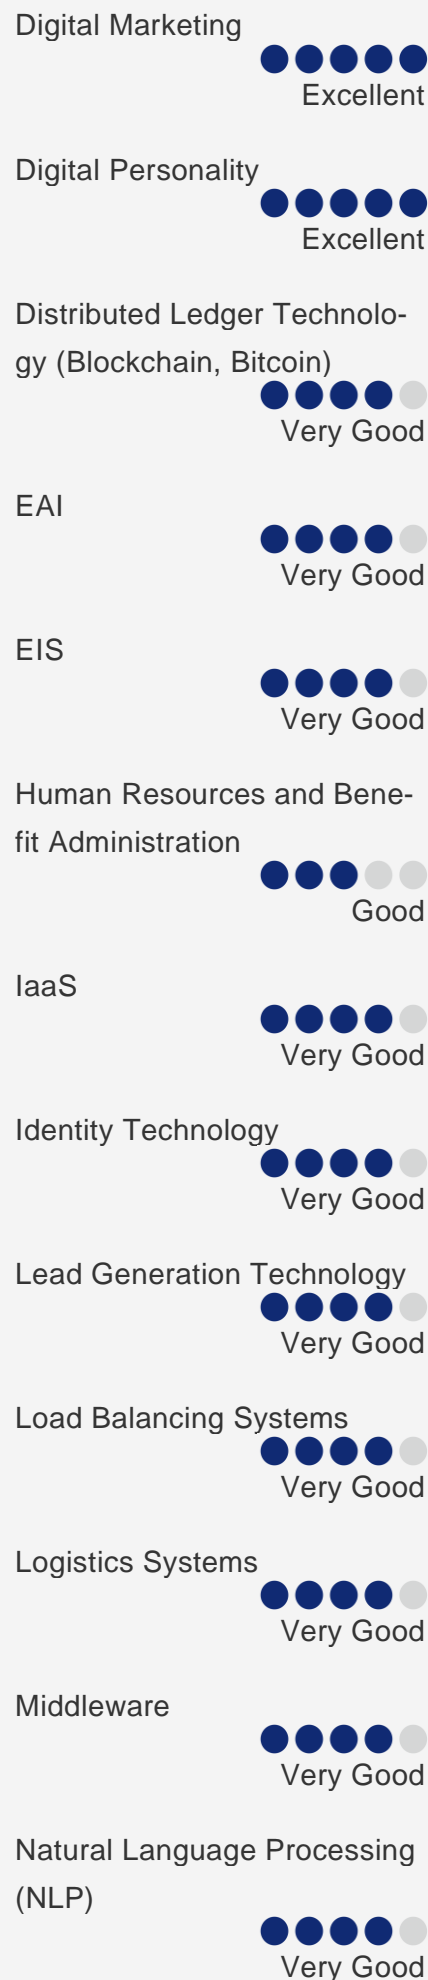 Digital Marketing
Excellent
Digital Personality
Excellent
Distributed Ledger Technolo-
gy (Blockchain, Bitcoin)
Very Good
EAI
Very Good
EIS
Very Good
Human Resources and Bene-
fit Administration
Good
IaaS
Very Good
Identity Technology
Very Good
Lead Generation Technology
Very Good
Load Balancing Systems
Very Good
Logistics Systems
Very Good
Middleware
Very Good
Natural Language Processing
(NLP)
Very Good